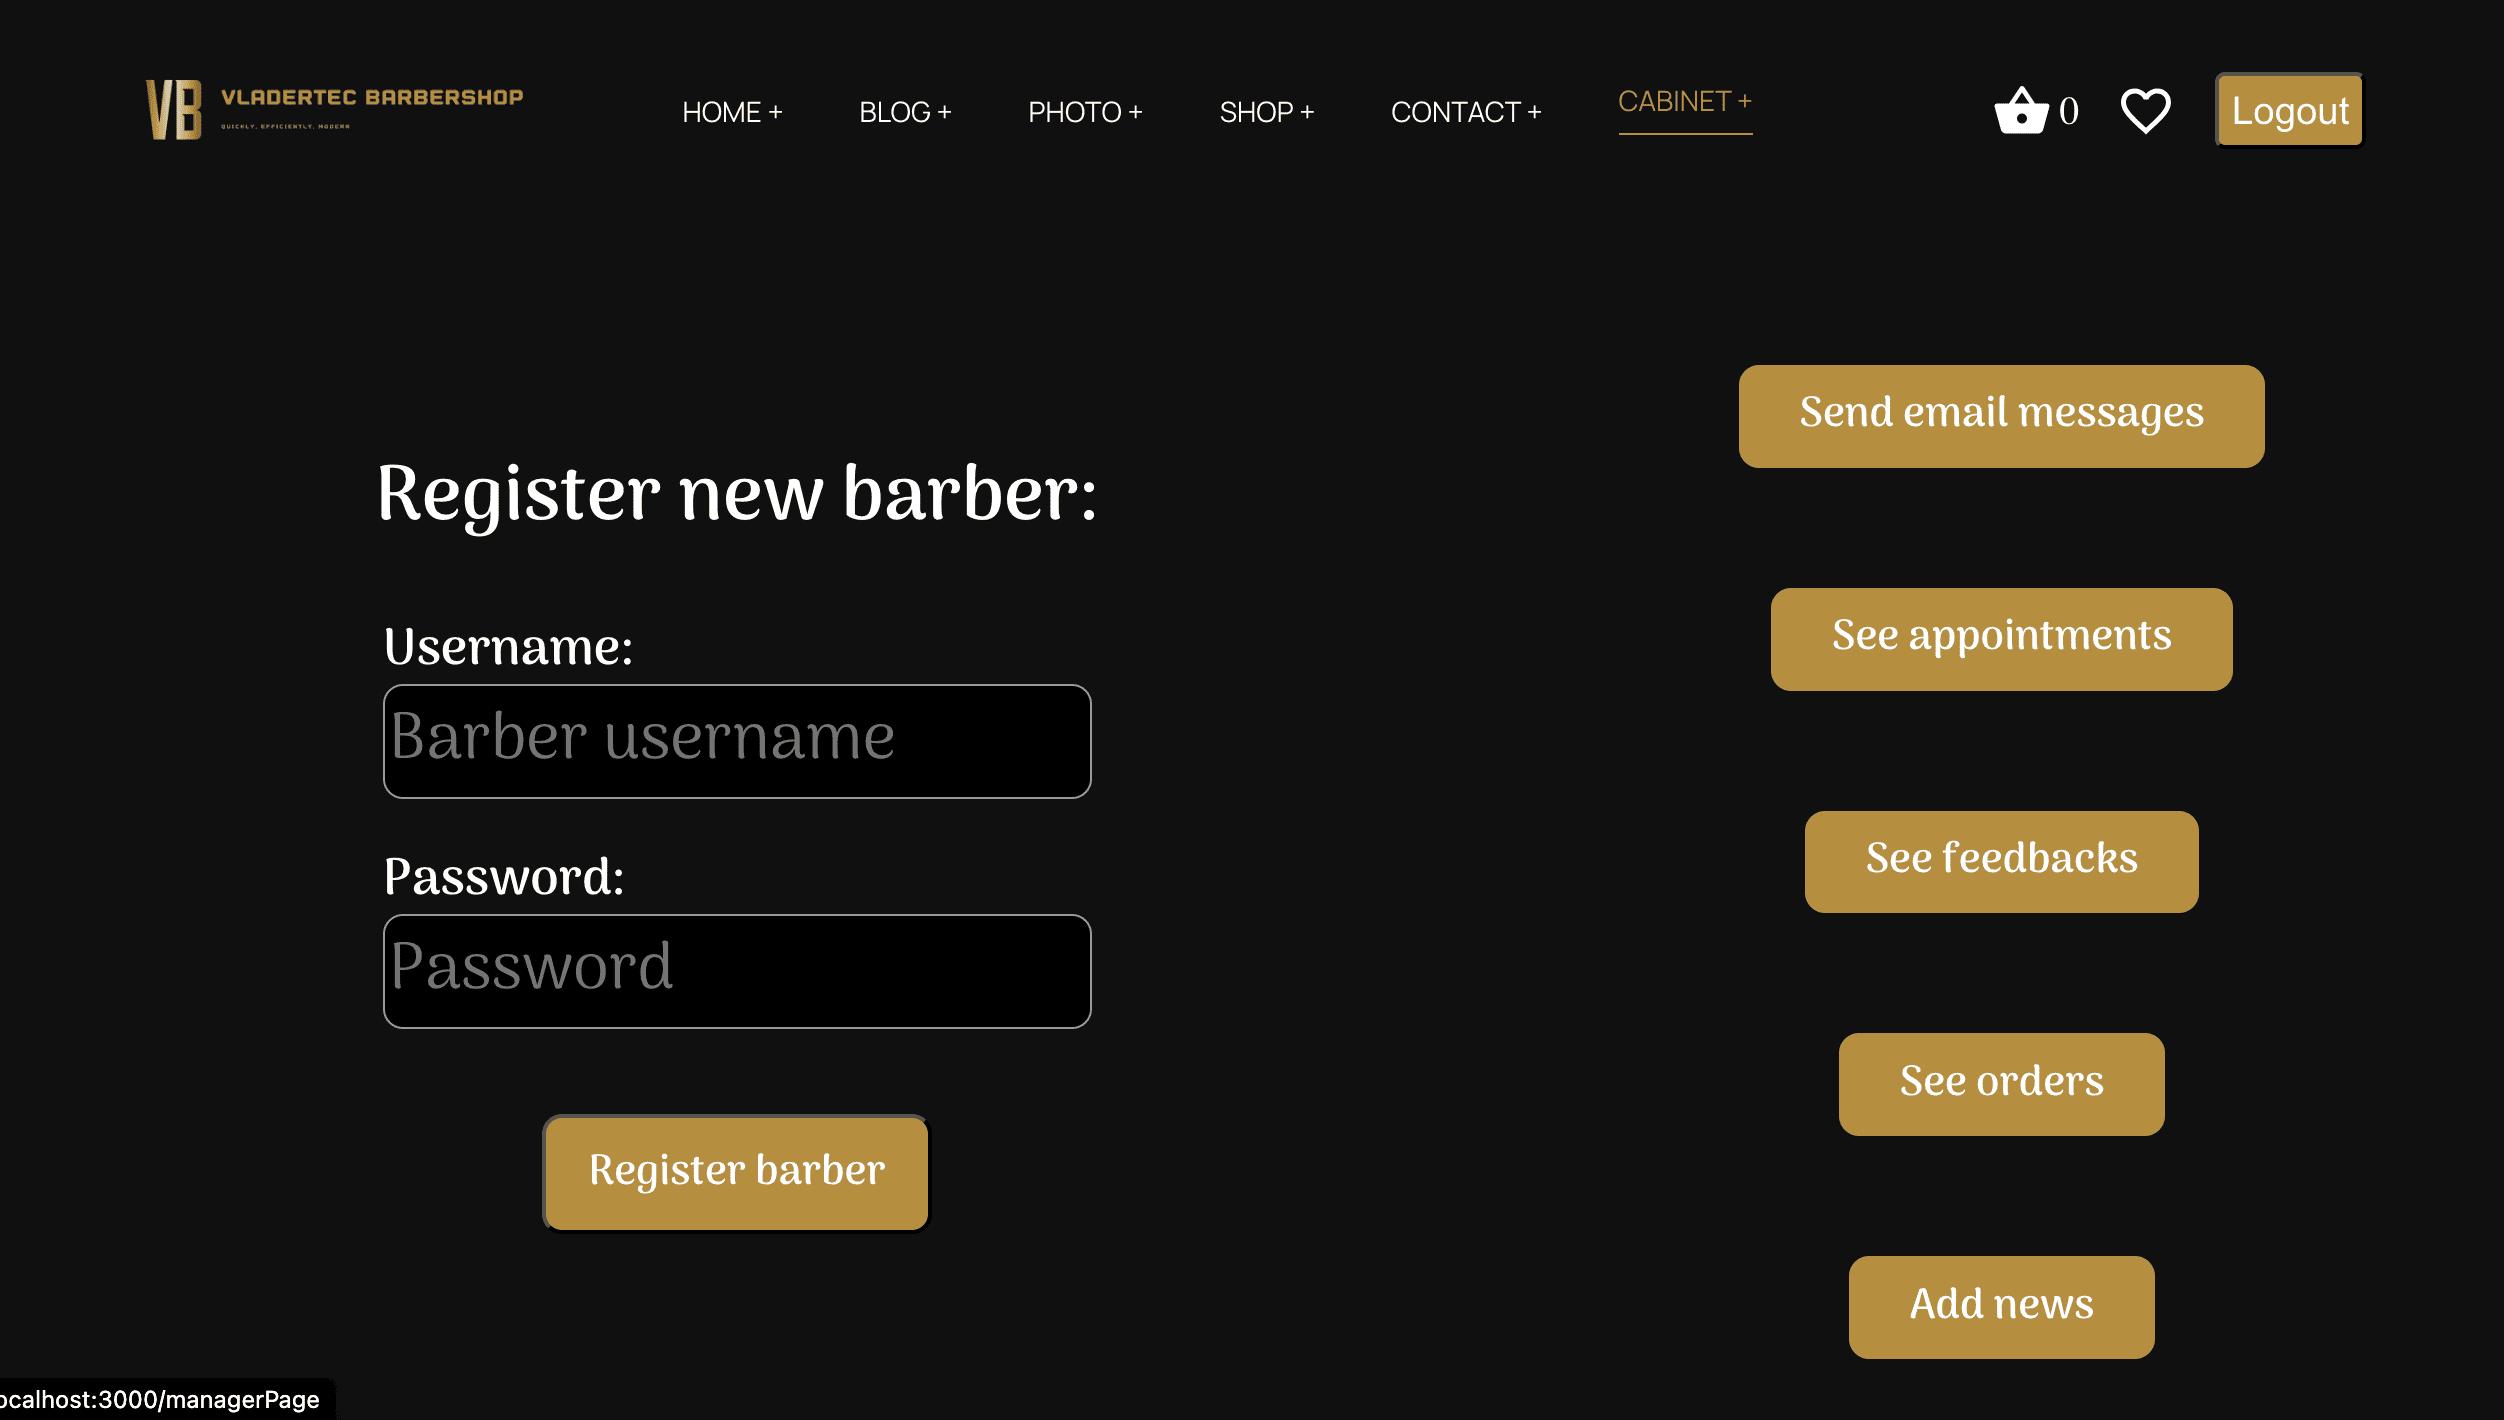 VB VLADERTEC BARBERSHOP
QUICKLY, EFFICIENTLY, MODERN
HOME + BLOG + PHOTO + SHOP + CONTACT + CABINET + 0 Logout
Send email messages
Register new barber:
See appointments
Username:
Barber username
See feedbacks
Password:
Password
See orders
Register barber
Add news
ocalhost:3000/managerPage